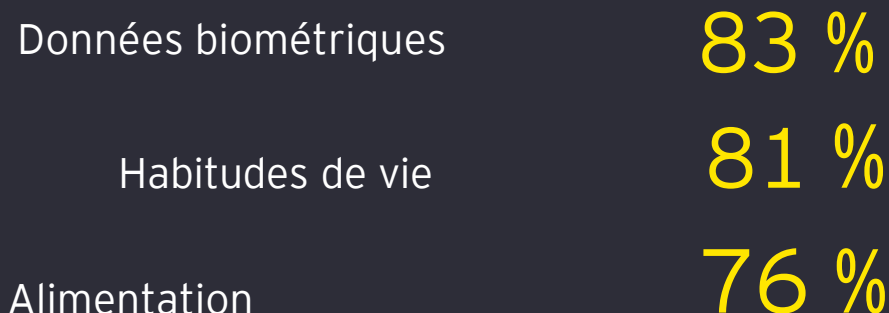 Données biométriques 83 %
Habitudes de vie 81 %
Alimentation 76 %